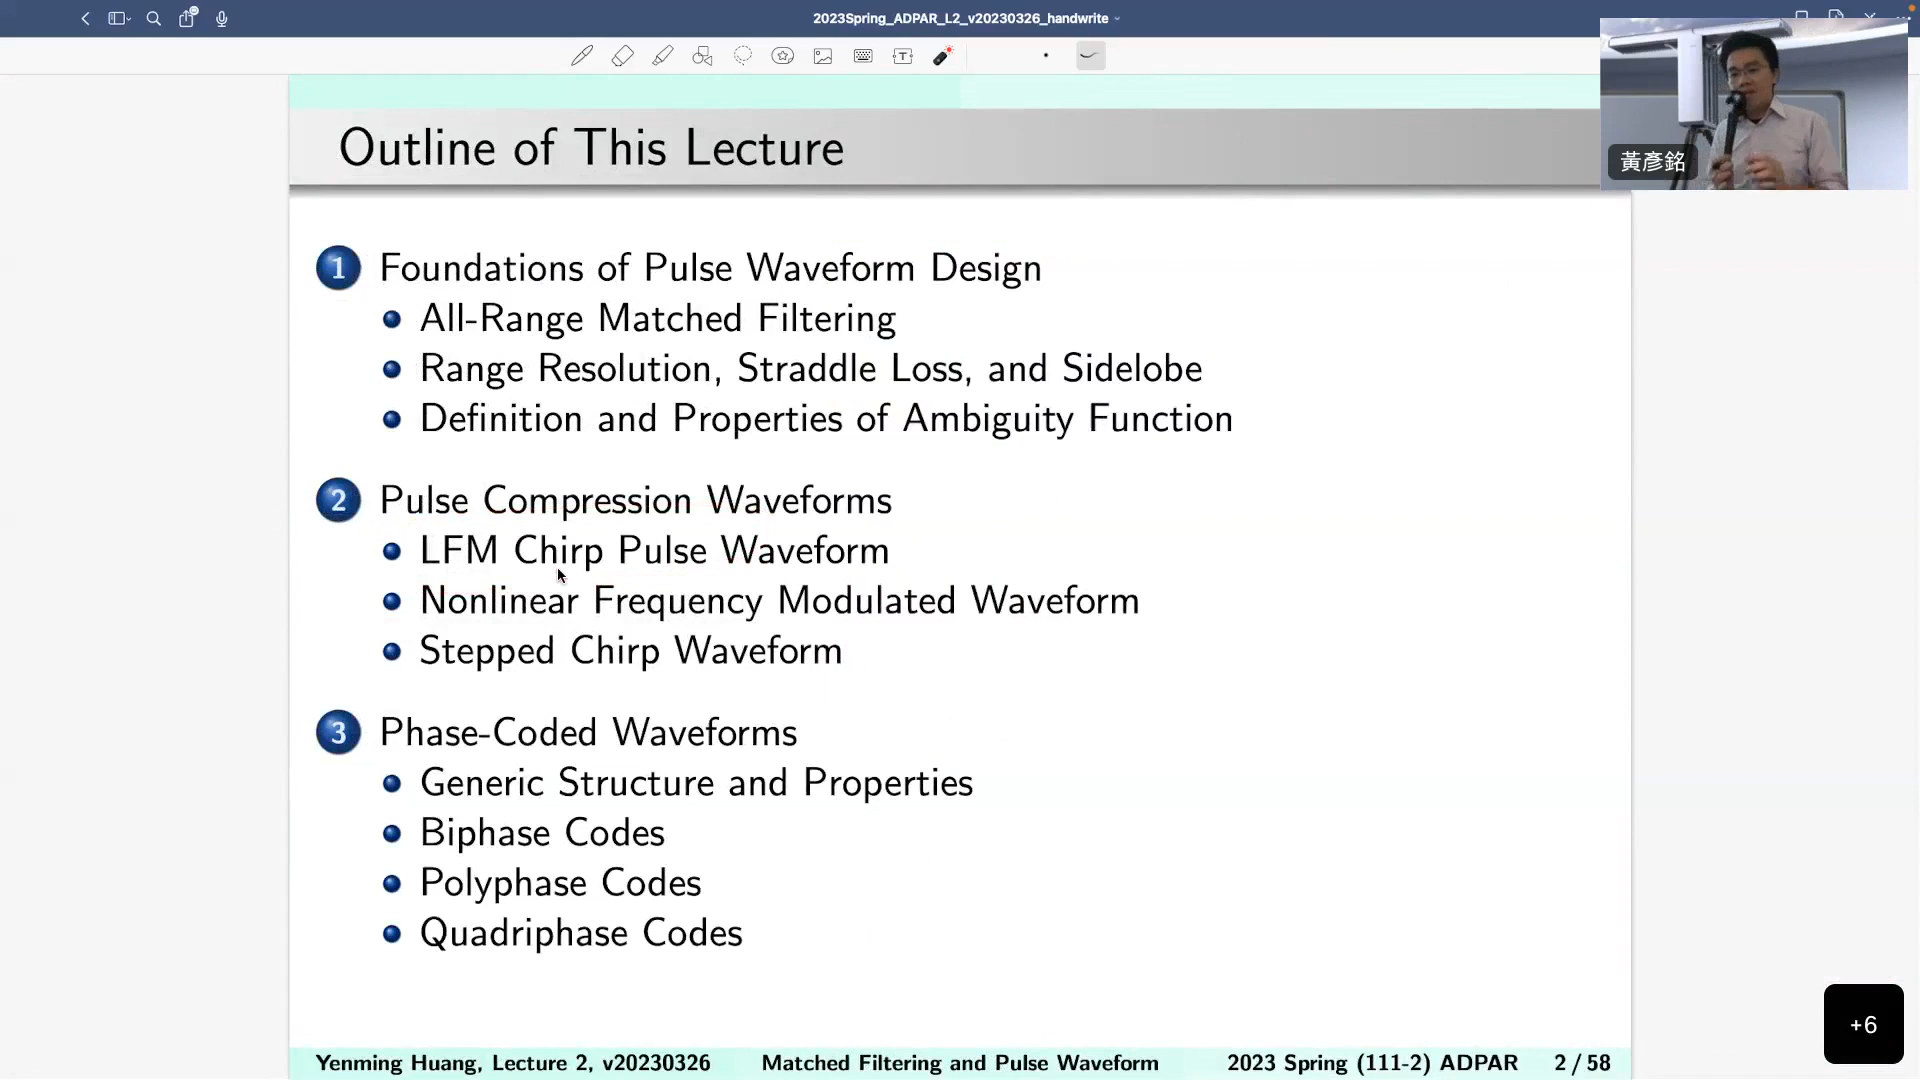 2023Spring_ADPAR_L2_v20230326_handwrite
Outline of This Lecture
黃彥銘
1 Foundations of Pulse Waveform Design
All-Range Matched Filtering
Range Resolution, Straddle Loss, and Sidelobe
Definition and Properties of Ambiguity Function
2 Pulse Compression Waveforms
LFM Chirp Pulse Waveform
Nonlinear Frequency Modulated Waveform
Stepped Chirp Waveform
3 Phase-Coded Waveforms
Generic Structure and Properties
Biphase Codes
Polyphase Codes
Quadriphase Codes
+6
Yenming Huang, Lecture 2, v20230326 Matched Filtering and Pulse Waveform 2023 Spring (111-2) ADPAR 2 / 58